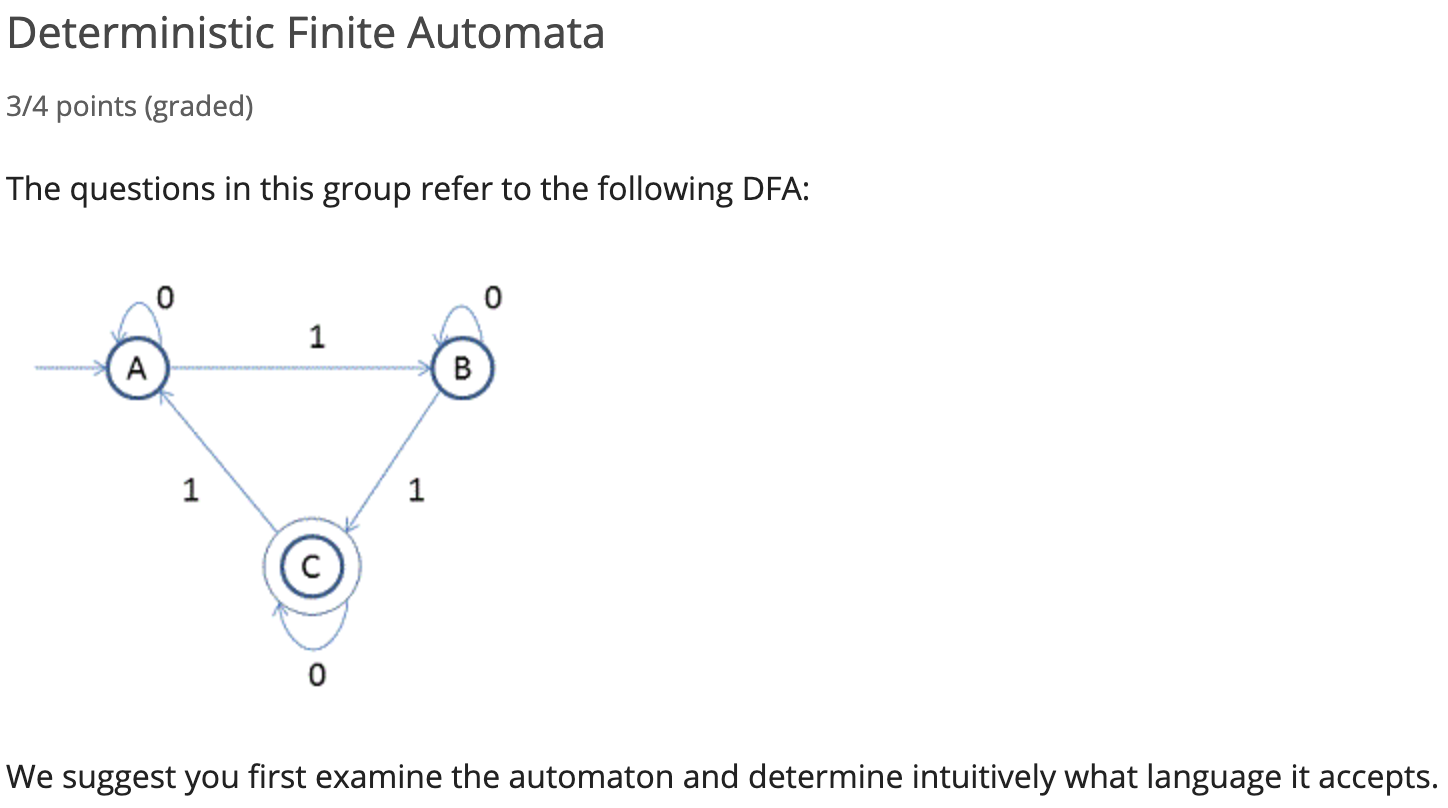 Deterministic Finite Automata
3/4 points (graded)
The questions in this group refer to the following DFA:
0
0
1
A
B
1
1
C
0
We suggest you first examine the automaton and determine intuitively what language it accepts.